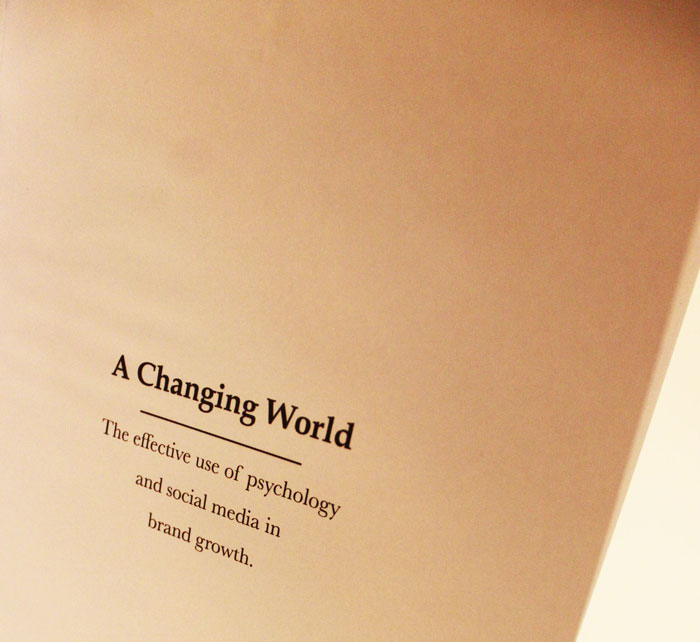 A Changing World
The effective use of psychology
and social media in
brand growth.